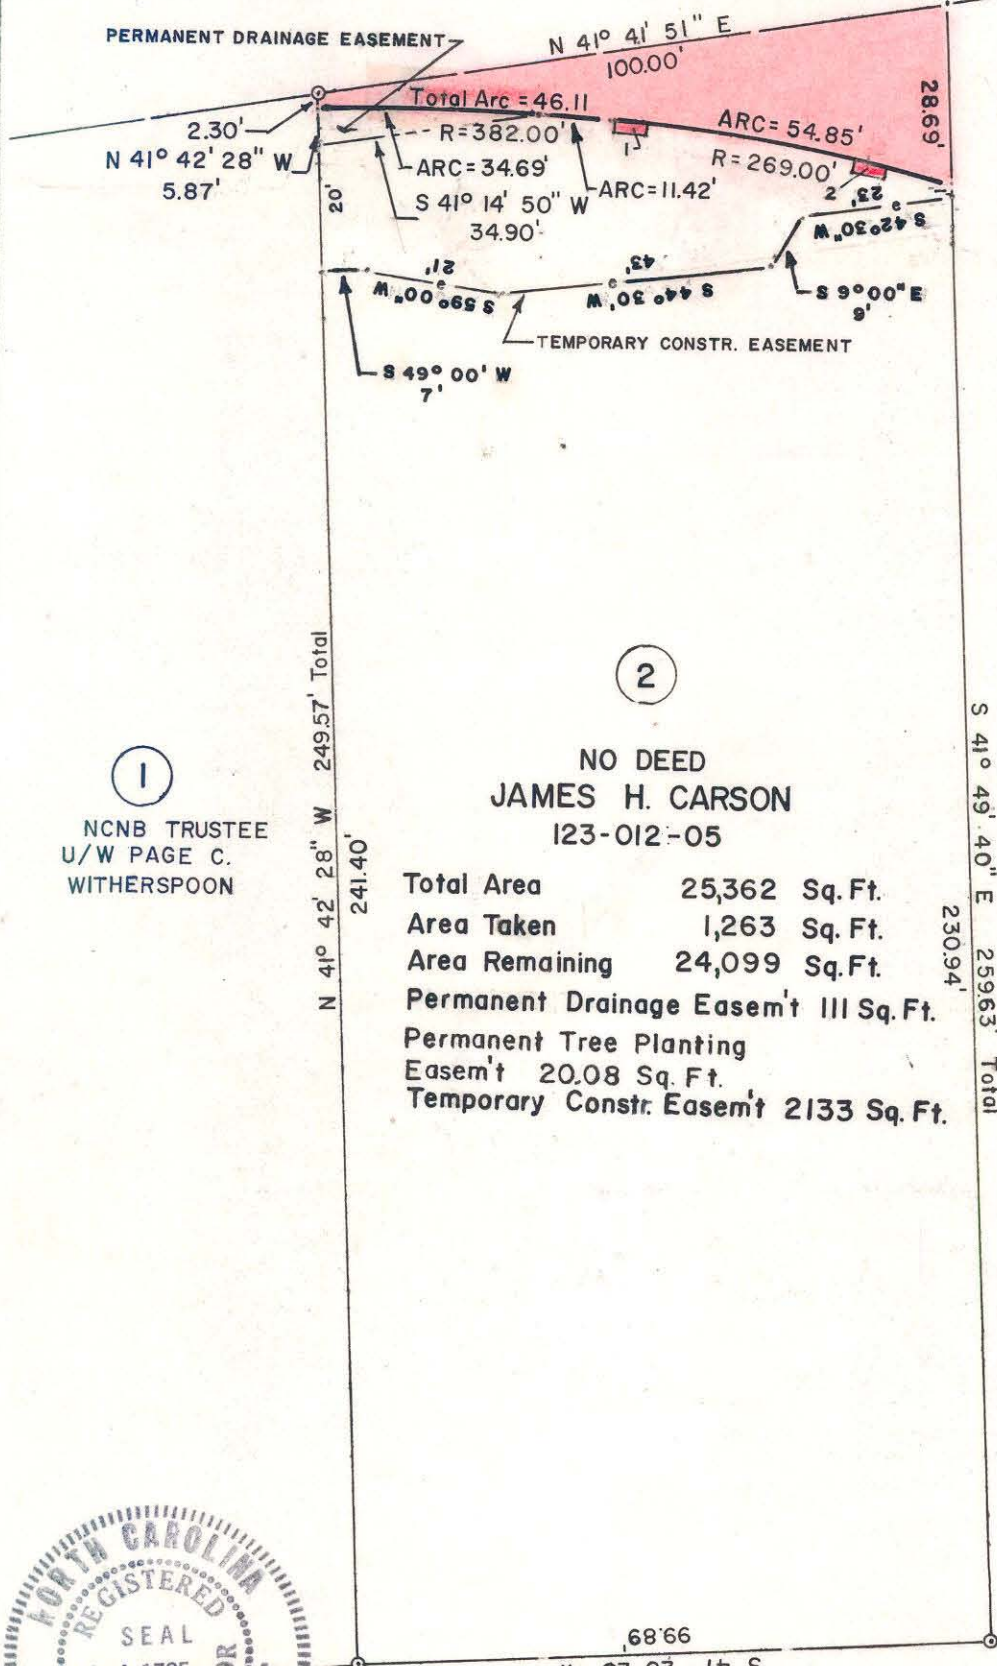 PERMANENT DRAINAGE EASEMENT
N 41° 41' 51" E
100.00'
28.69'
Total Arc = 46.11
2.30'
R=382.00'
ARC= 54.85'
N 41° 42' 28" W
5.87'
ARC=34.69'
1
R=269.00'
2
ARC=11.42'
20'
S 41° 14' 50" W
34.90'
23'
S 42°30" W
21'
S 59°00" W
43'
S 44°30' W
S 9°00"E
9'
TEMPORARY CONSTR. EASEMENT
S 49° 00' W
7'
N 41° 42' 28" W 249.57' Total
241.40'
1
NCNB TRUSTEE
U/W PAGE C.
WITHERSPOON
2
NO DEED
JAMES H. CARSON
123-012-05
Total Area 25,362 Sq. Ft.
Area Taken 1,263 Sq. Ft.
Area Remaining 24,099 Sq. Ft.
Permanent Drainage Easem't 111 Sq. Ft.
Permanent Tree Planting
Easem't 20.08 Sq. Ft.
Temporary Constr. Easem't 2133 Sq. Ft.
S 41° 49' 40" E 259.63' Total
230.94'
NORTH CAROLINA
REGISTERED
SEAL
99.89'